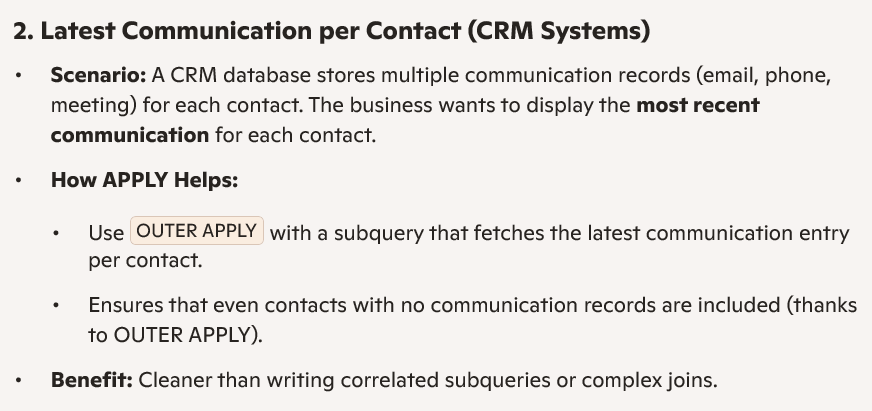 2. Latest Communication per Contact (CRM Systems)
• Scenario: A CRM database stores multiple communication records (email, phone,
meeting) for each contact. The business wants to display the most recent
communication for each contact.
• How APPLY Helps:
• Use OUTER APPLY with a subquery that fetches the latest communication entry
per contact.
• Ensures that even contacts with no communication records are included (thanks
to OUTER APPLY).
• Benefit: Cleaner than writing correlated subqueries or complex joins.